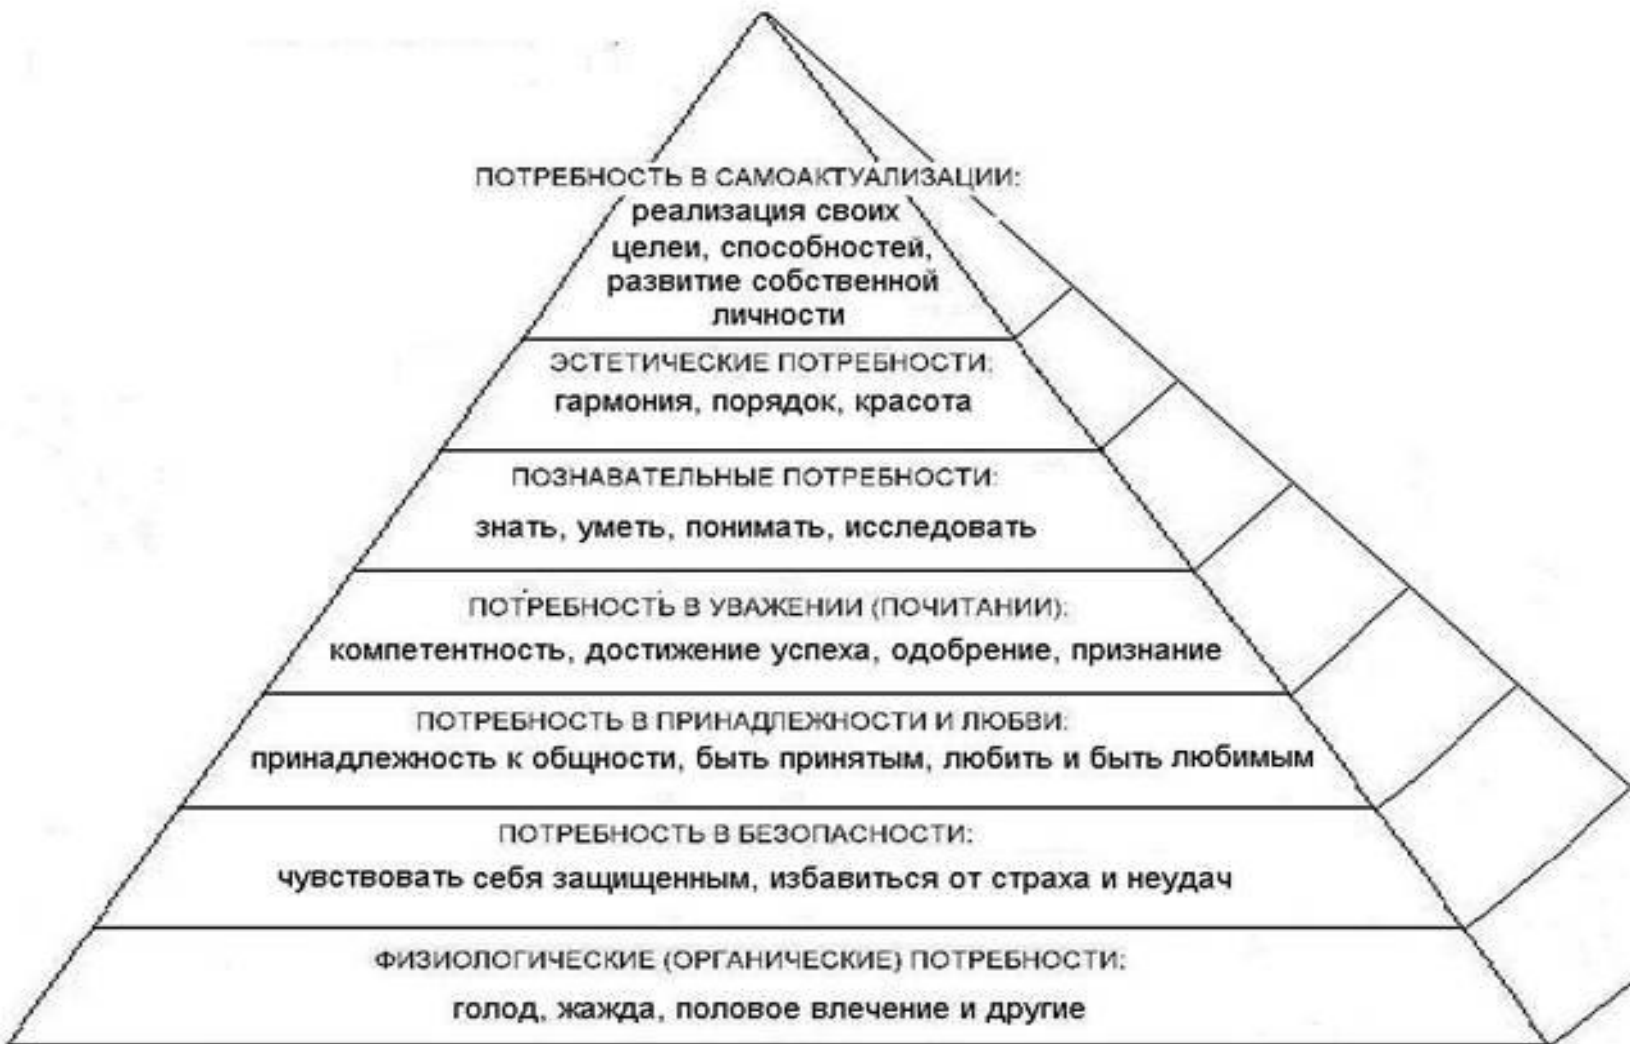 ПОТРЕБНОСТЬ В САМОАКТУАЛИЗАЦИИ:
реализация своих
целеи, способностей,
развитие собственной
личности
ЭСТЕТИЧЕСКИЕ ПОТРЕБНОСТИ:
гармония, порядок, красота
ПОЗНАВАТЕЛЬНЫЕ ПОТРЕБНОСТИ:
знать, уметь, понимать, исследовать
ПОТРЕБНОСТЬ В УВАЖЕНИИ (ПОЧИТАНИИ):
компетентность, достижение успеха, одобрение, признание
ПОТРЕБНОСТЬ В ПРИНАДЛЕЖНОСТИ И ЛЮБВИ:
принадлежность к общности, быть принятым, любить и быть любимым
ПОТРЕБНОСТЬ В БЕЗОПАСНОСТИ:
чувствовать себя защищенным, избавиться от страха и неудач
ФИЗИОЛОГИЧЕСКИЕ (ОРГАНИЧЕСКИЕ) ПОТРЕБНОСТИ:
голод, жажда, половое влечение и другие